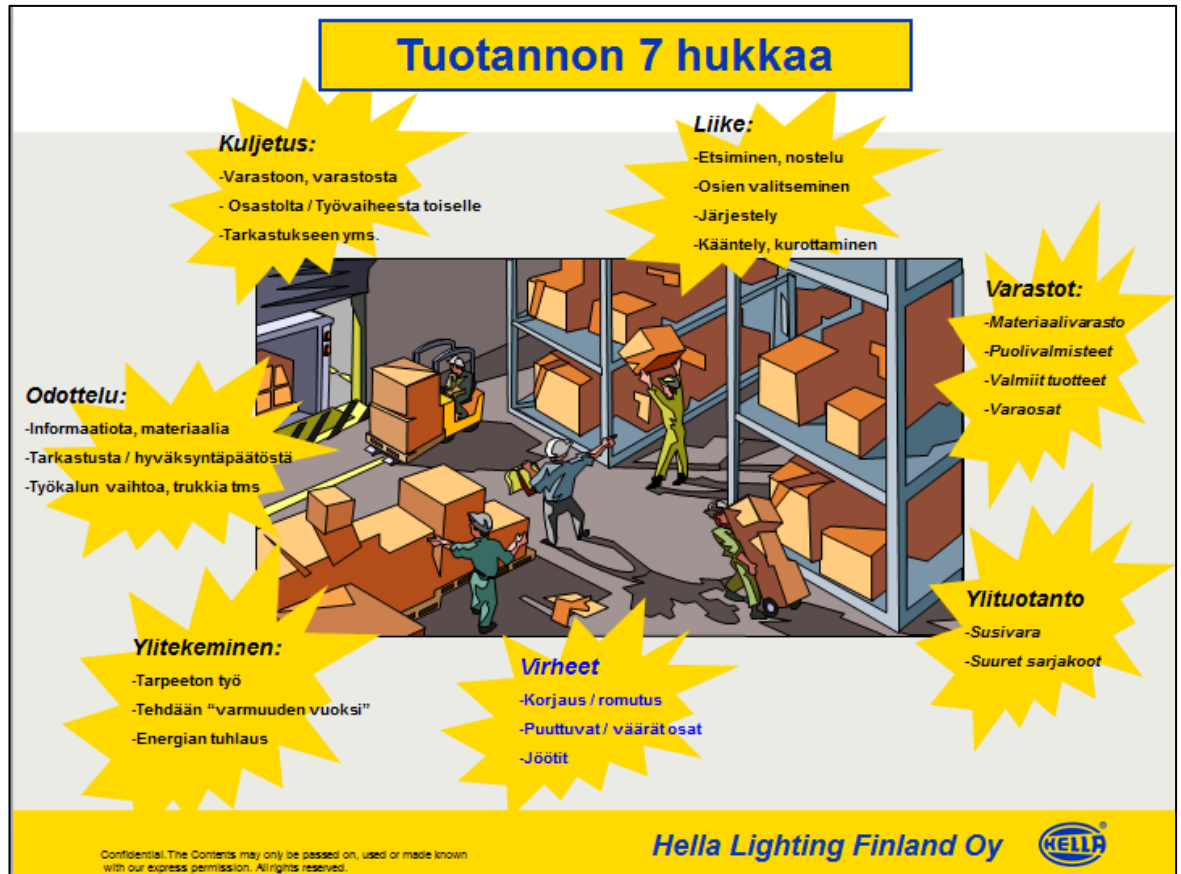 Tuotannon 7 hukkaa
Kuljetus:
-Varastoon, varastosta
- Osastolta / Työvaiheesta toiselle
-Tarkastukseen yms.
Liike:
-Etsiminen, nostelu
-Osien valitseminen
-Järjestely
-Kääntely, kurottaminen
Varastot:
-Materiaalivarasto
-Puolivalmisteet
-Valmiit tuotteet
-Varaosat
Odottelu:
-Informaatiota, materiaalia
-Tarkastusta / hyväksyntäpäätöstä
-Työkalun vaihtoa, trukkia tms
Ylituotanto
-Susivara
-Suuret sarjakoot
Ylitekeminen:
-Tarpeeton työ
-Tehdään “varmuuden vuoksi”
-Energian tuhlaus
Virheet
-Korjaus / romutus
-Puuttuvat / väärät osat
-Jöötit
Confidential. The Contents may only be passed on, used or made known
with our express permission. All rights reserved.
Hella Lighting Finland Oy
HELLA ®